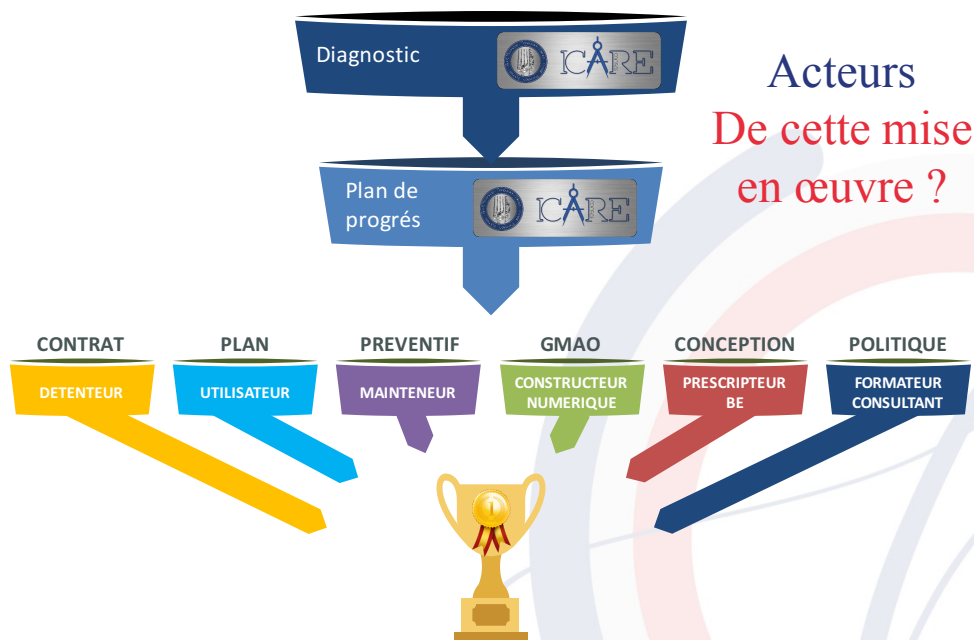 Diagnostic
ICARE
Acteurs
De cette mise
en œuvre ?
Plan de
progrés
ICARE
CONTRAT
PLAN
PREVENTIF
GMAO
CONCEPTION
POLITIQUE
DETENTEUR
UTILISATEUR
MAINTENEUR
CONSTRUCTEUR
NUMERIQUE
PRESCRIPTEUR
BE
FORMATEUR
CONSULTANT
1